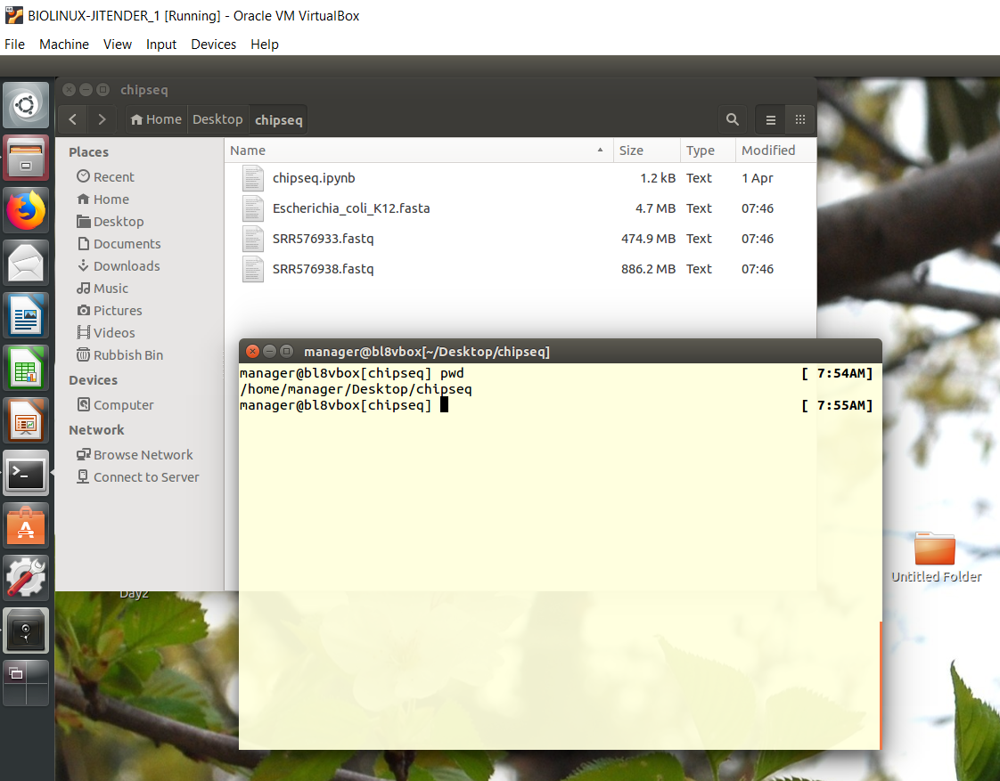 BIOLINUX-JITENDER_1 [Running] - Oracle VM VirtualBox
File Machine View Input Devices Help
chipseq
Home Desktop chipseq
Places
Recent
Home
Desktop
Documents
Downloads
Music
Pictures
Videos
Rubbish Bin
Devices
Computer
Network
Browse Network
Connect to Server
Name Size Type Modified
chipseq.ipynb 1.2 kB Text 1 Apr
Escherichia_coli_K12.fasta 4.7 MB Text 07:46
SRR576933.fastq 474.9 MB Text 07:46
SRR576938.fastq 886.2 MB Text 07:46
manager@bl8vbox[~/Desktop/chipseq]
manager@bl8vbox[chipseq] pwd [ 7:54AM]
/home/manager/Desktop/chipseq
manager@bl8vbox[chipseq] [ 7:55AM]
Day2
Untitled Folder